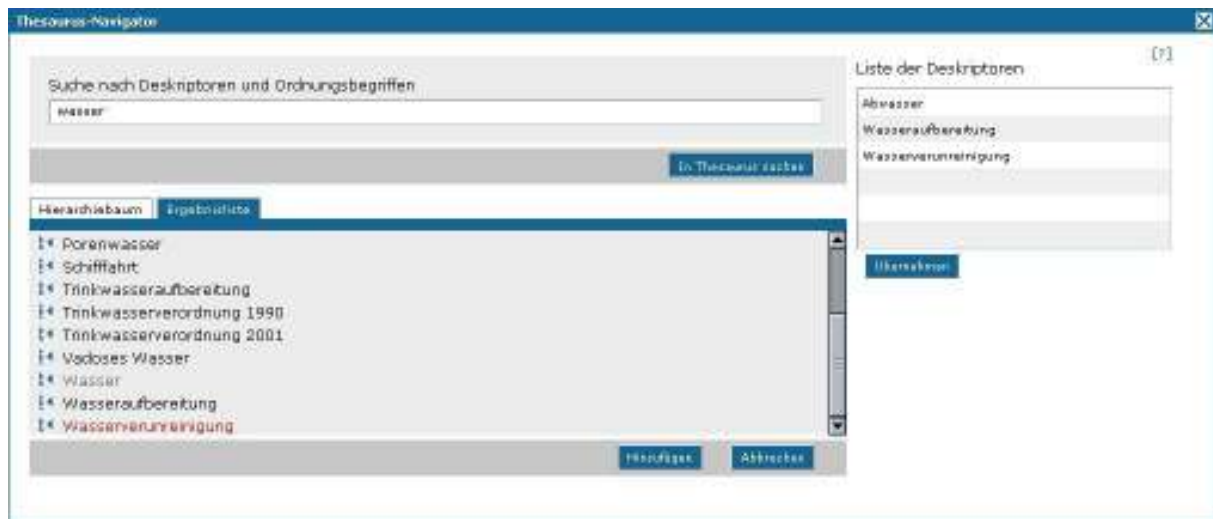 Thesaurus-Navigator
[?]
Suche nach Deskriptoren und Ordnungsbegriffen
wasser
In Thesaurus suchen
Hierarchiebaum
Ergebnisliste
Porenwasser
Schifffahrt
Trinkwasseraufbereitung
Trinkwasserverordnung 1990
Trinkwasserverordnung 2001
Vadoses Wasser
Wasser
Wasseraufbereitung
Wasserverunreinigung
Hinzufügen
Abbrechen
Liste der Deskriptoren
Abwasser
Wasseraufbereitung
Wasserverunreinigung
Übernehmen